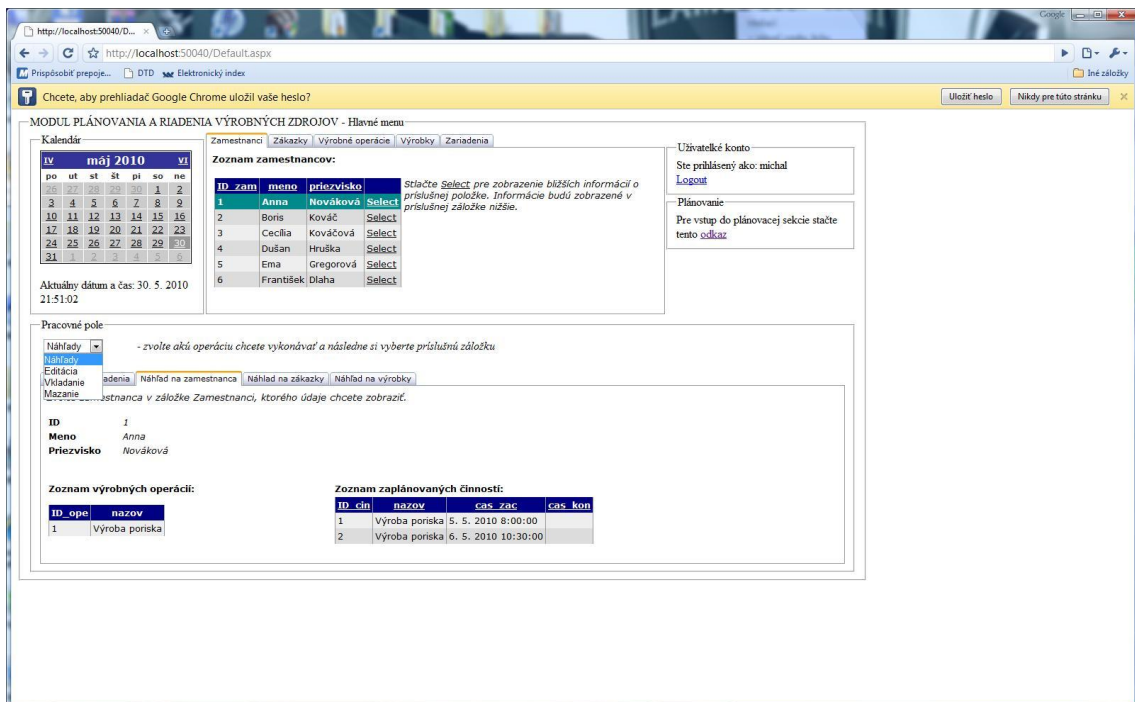 Google
http://localhost:50040/D...
http://localhost:50040/Default.aspx
Prispôsobiť prepoje... DTD Elektronický index Iné záložky
Chcete, aby prehliadač Google Chrome uložil vaše heslo? Uložiť heslo Nikdy pre túto stránku
MODUL PLÁNOVANIA A RIADENIA VÝROBNÝCH ZDROJOV - Hlavné menu
Kalendár
IV máj 2010 VI
po ut st št pi so ne
26 27 28 29 30 1 2
3 4 5 6 7 8 9
10 11 12 13 14 15 16
17 18 19 20 21 22 23
24 25 26 27 28 29 30
31 1 2 3 4 5 6
Aktuálny dátum a čas: 30. 5. 2010
21:51:02
Zamestnanci Zákazky Výrobné operácie Výrobky Zariadenia
Zoznam zamestnancov:
ID_zam meno priezvisko
1 Anna Nováková Select
2 Boris Kováč Select
3 Cecília Kováčová Select
4 Dušan Hruška Select
5 Ema Gregorová Select
6 František Dlaha Select
Stlačte Select pre zobrazenie bližších informácií o
príslušnej položke. Informácie budú zobrazené v
príslušnej záložke nižšie.
Užívatelké konto
Ste prihlásený ako: michal
Logout
Plánovanie
Pre vstup do plánovacej sekcie stačte
tento odkaz
Pracovné pole
Náhľady - zvolte akú operáciu chcete vykonávať a následne si vyberte príslušnú záložku
Náhľady
Editácia
Vkladanie
Mazanie
adenia Náhľad na zamestnanca Náhlad na zákazky Náhľad na výrobky
zamestnanca v záložke Zamestnanci, ktorého údaje chcete zobraziť.
ID 1
Meno Anna
Priezvisko Nováková
Zoznam výrobných operácií:
ID_ope nazov
1 Výroba poriska
Zoznam zaplánovaných činností:
ID_cin nazov cas_zac cas_kon
1 Výroba poriska 5. 5. 2010 8:00:00
2 Výroba poriska 6. 5. 2010 10:30:00